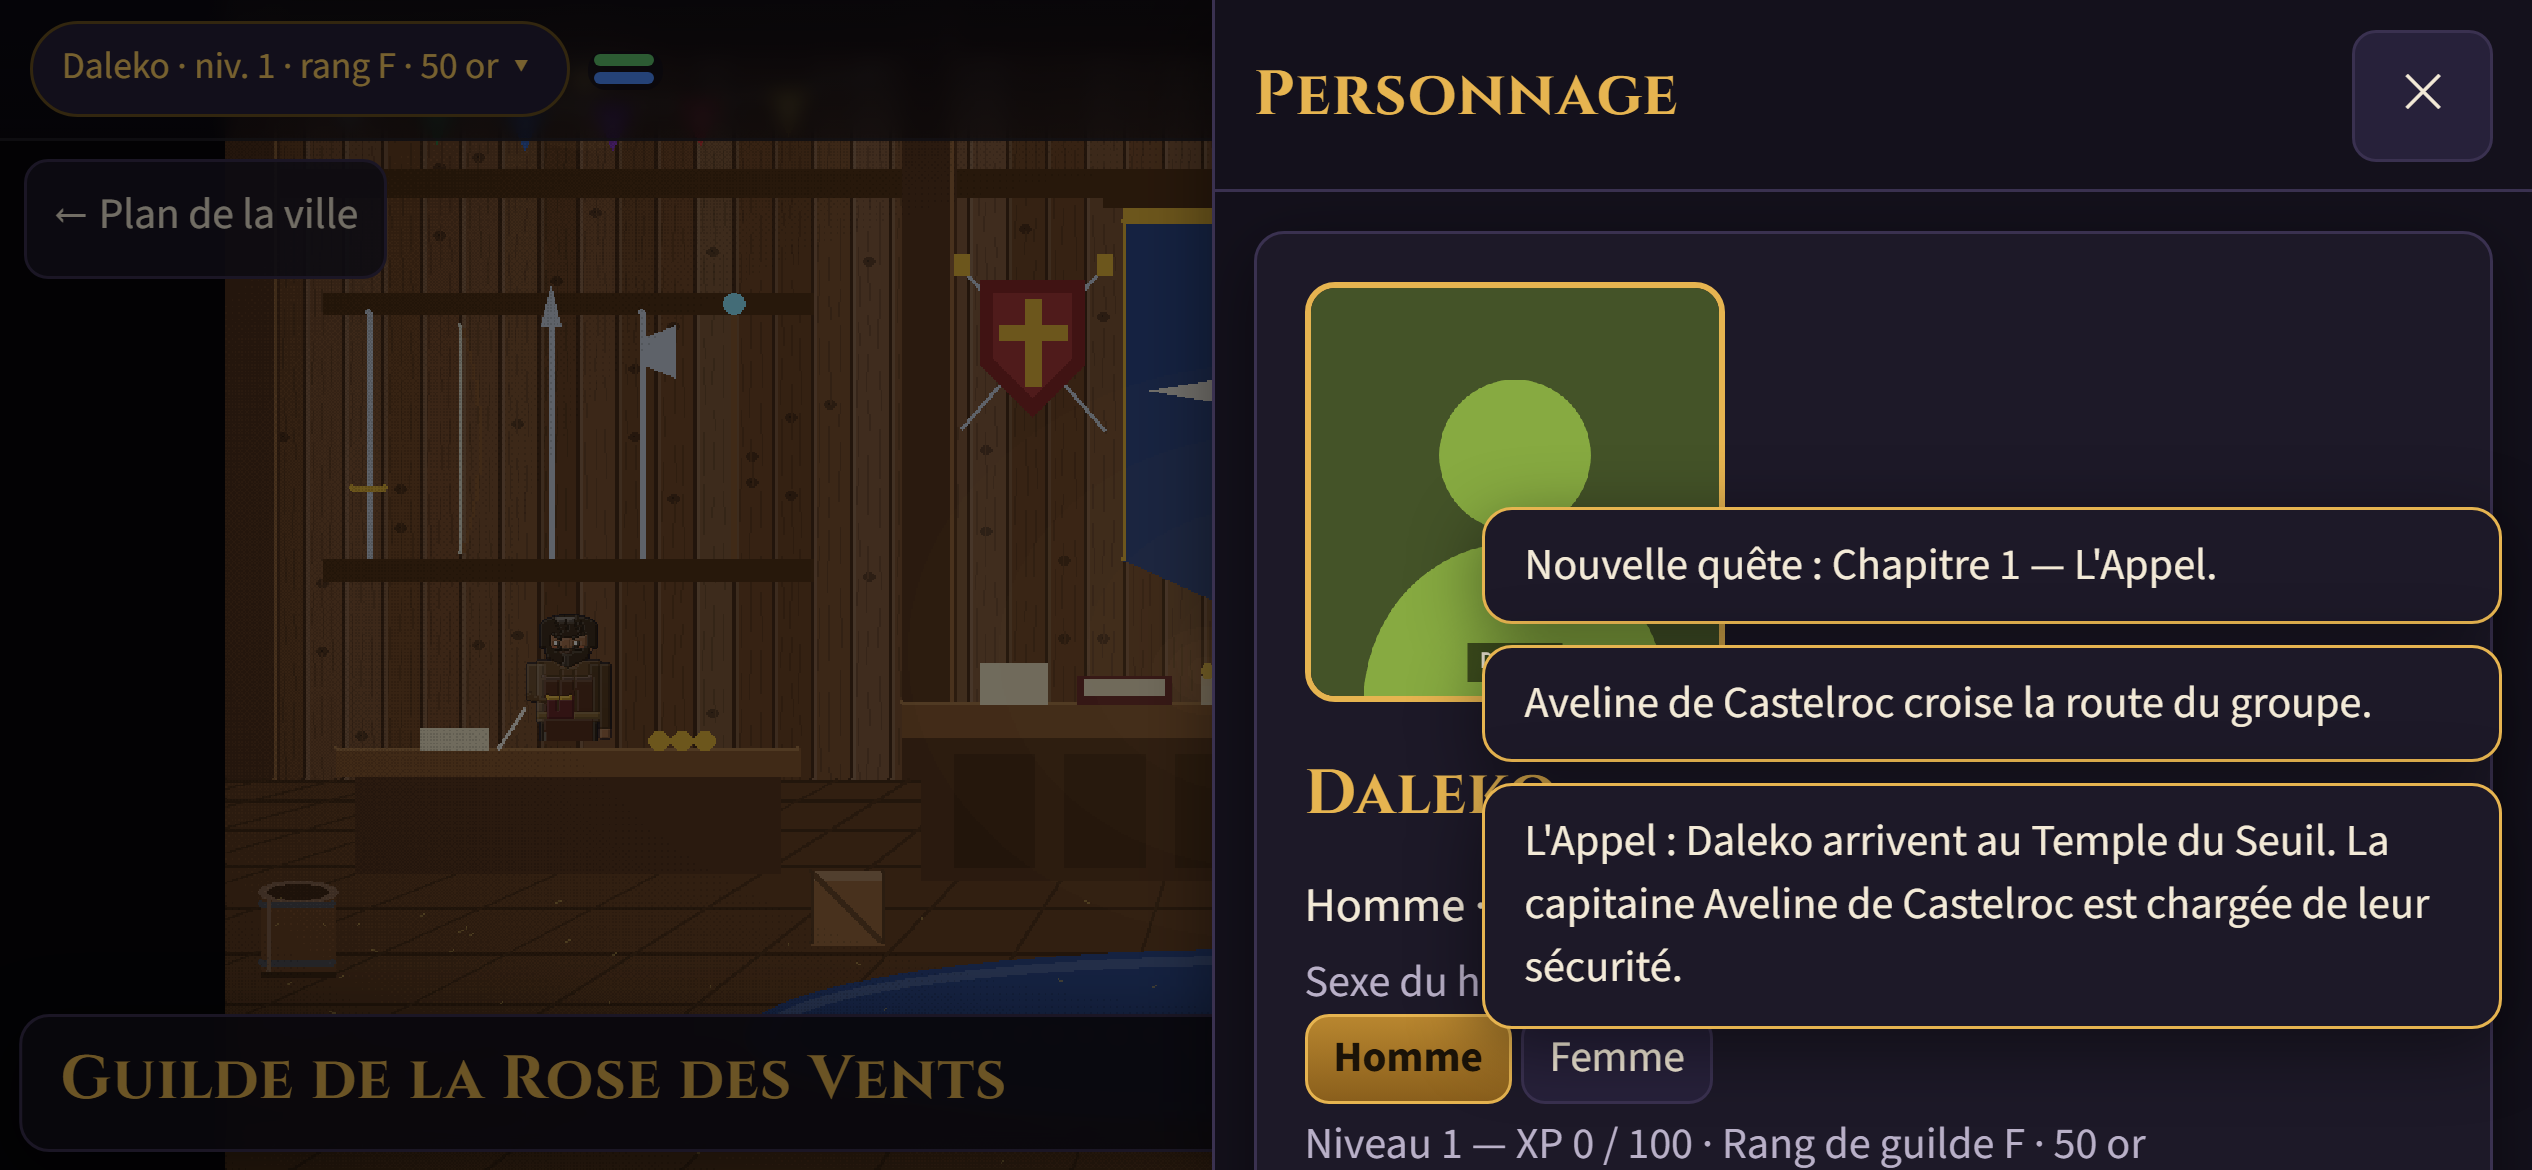 Daleko · niv. 1 · rang F · 50 or ▼
← Plan de la ville
Guilde de la Rose des Vents
Personnage
Nouvelle quête : Chapitre 1 — L'Appel.
Aveline de Castelroc croise la route du groupe.
Daleko
L'Appel : Daleko arrivent au Temple du Seuil. La
capitaine Aveline de Castelroc est chargée de leur
sécurité.
Homme ·
Sexe du h
Homme
Femme
Niveau 1 — XP 0 / 100 · Rang de guilde F · 50 or